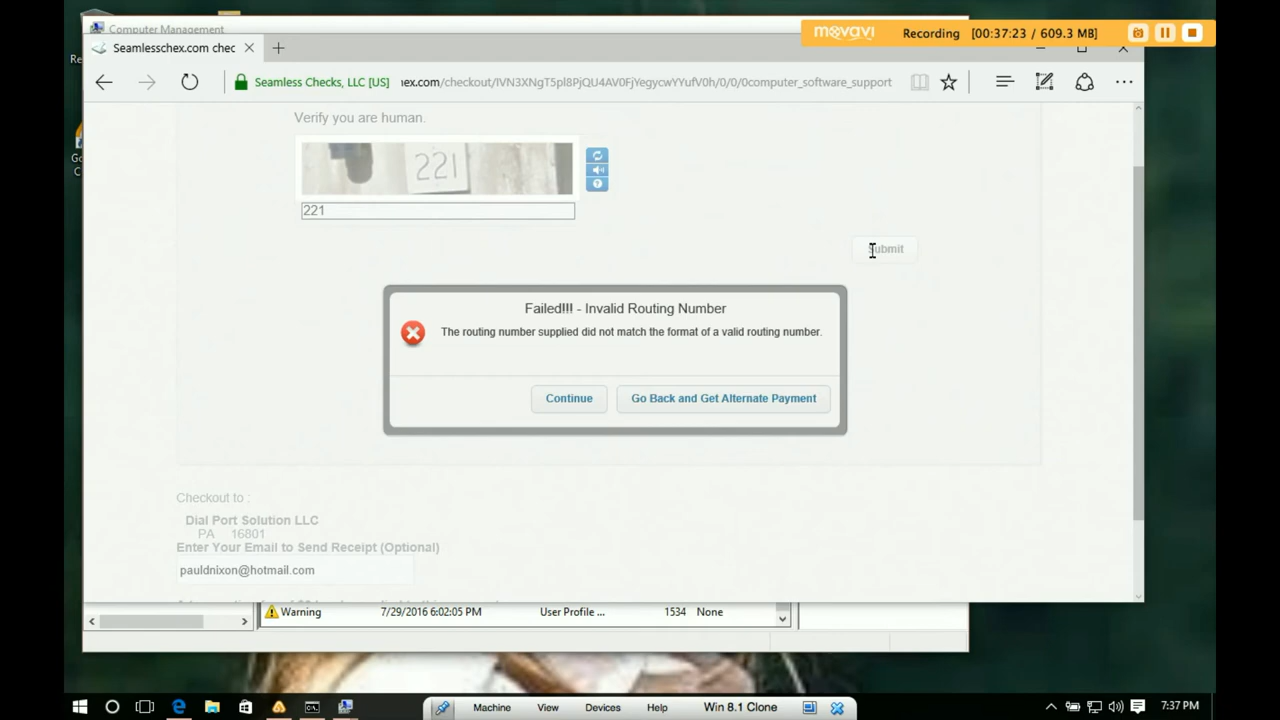 Computer Management
movavi
Recording [00:37:23 / 609.3 MB]
Seamlesschex.com chec
Seamless Checks, LLC [US]
ıex.com/checkout/IVN3XNgT5pl8PjQU4AV0FjYegycwYYufV0h/0/0/0computer_software_support
Verify you are human.
221
221
Submit
Failed!!! - Invalid Routing Number
The routing number supplied did not match the format of a valid routing number.
Continue
Go Back and Get Alternate Payment
Checkout to :
Dial Port Solution LLC
PA 16801
Enter Your Email to Send Receipt (Optional)
pauldnixon@hotmail.com
Warning 7/29/2016 6:02:05 PM User Profile ... 1534 None
Machine View Devices Help Win 8.1 Clone
7:37 PM